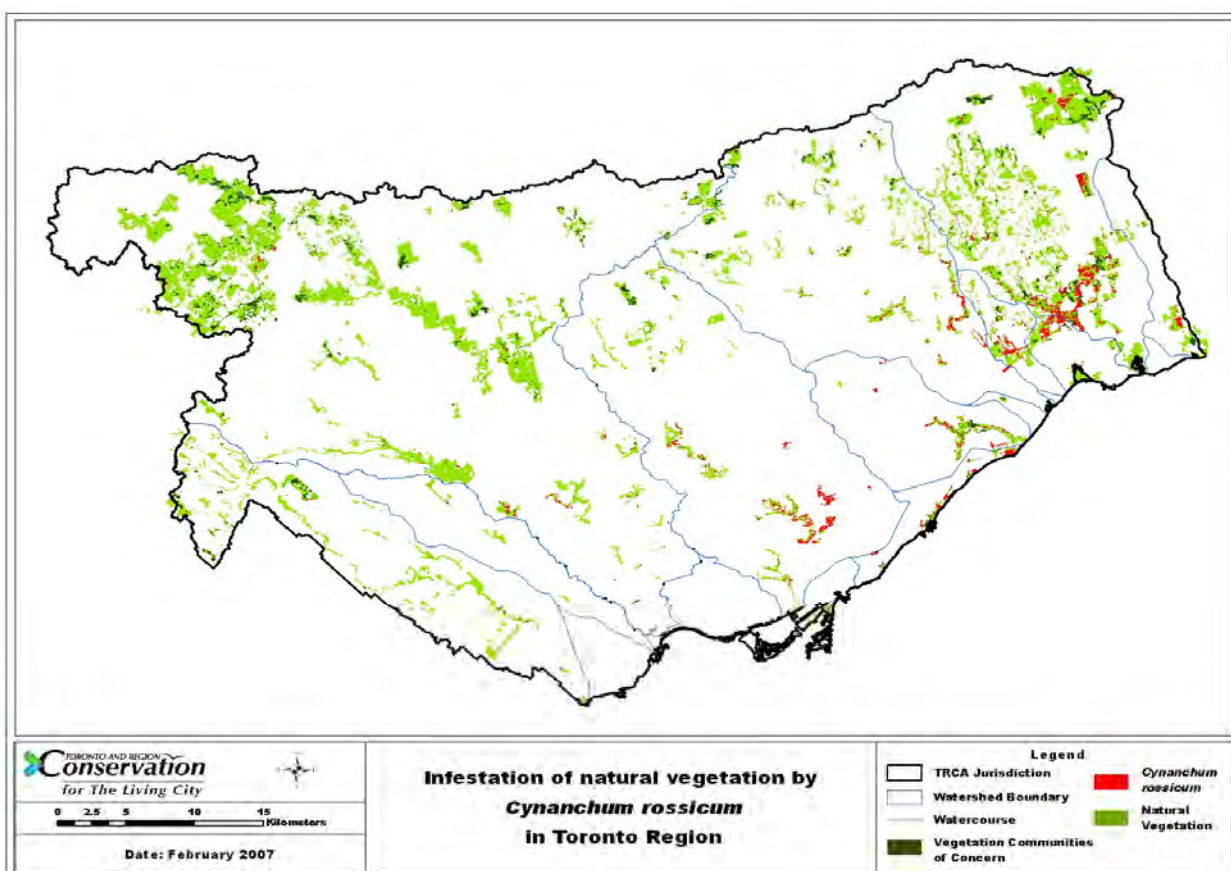 TORONTO AND REGION
Conservation
for The Living City
0 2.5 5 10 15
Kilometers
Date: February 2007
Infestation of natural vegetation by
Cynanchum rossicum
in Toronto Region
Legend
TRCA Jurisdiction
Watershed Boundary
Watercourse
Vegetation Communities
of Concern
Cynanchum
rossicum
Natural
Vegetation